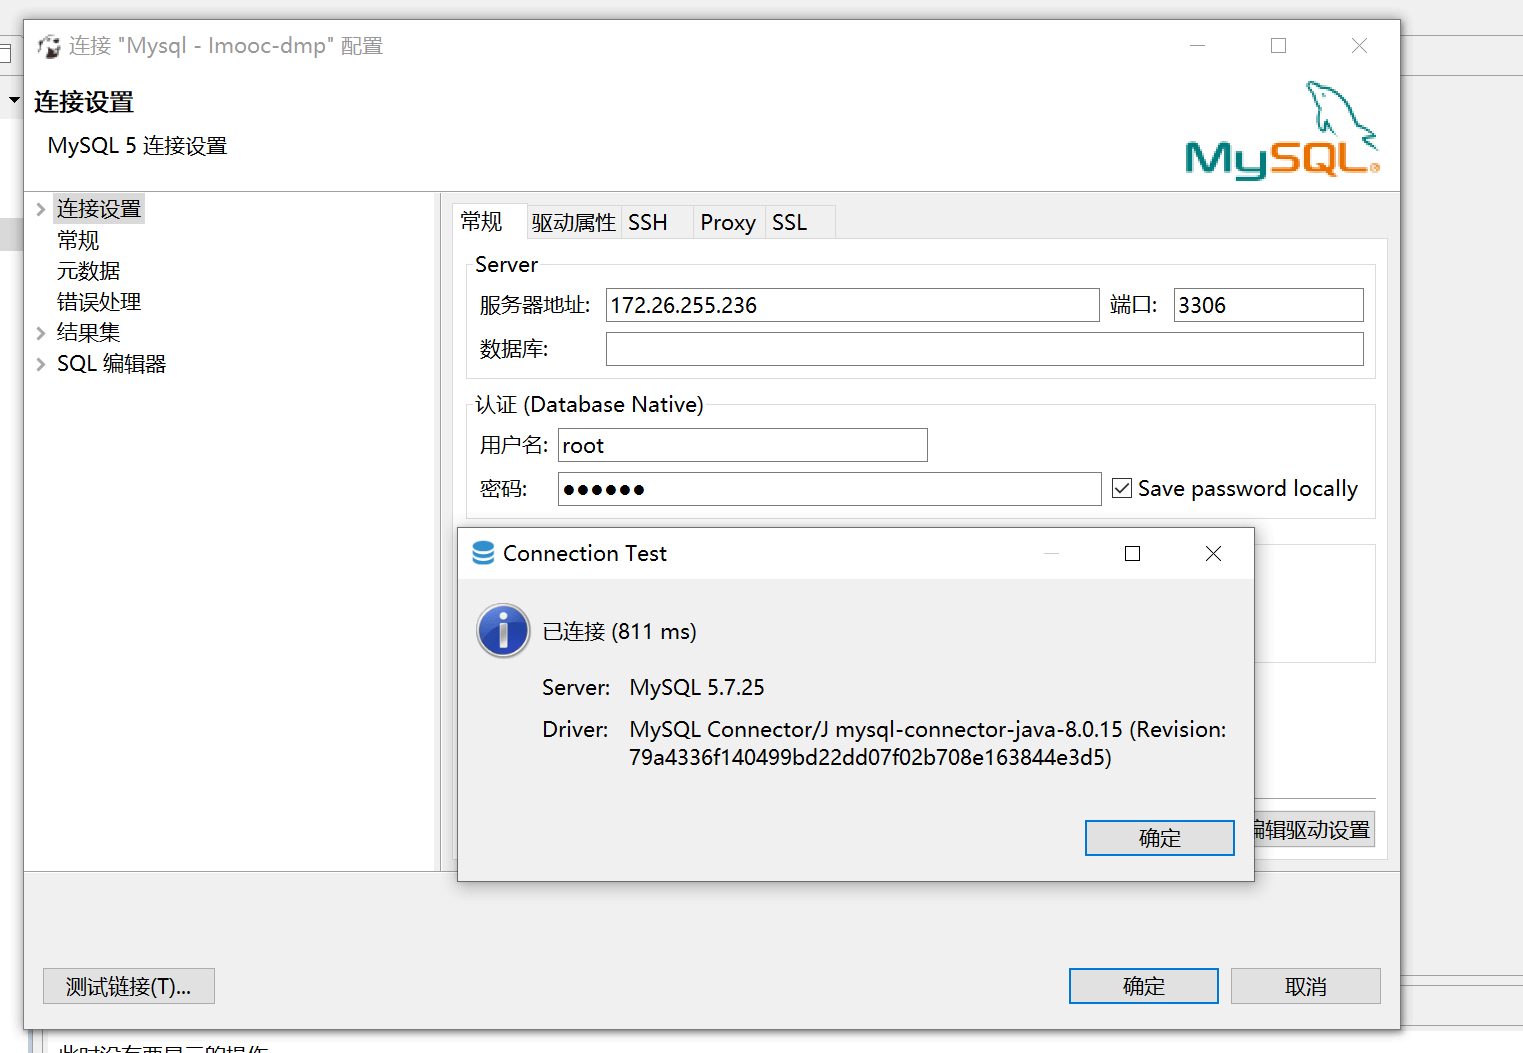 连接 "Mysql - Imooc-dmp" 配置
连接设置
MySQL 5 连接设置
MySQL
连接设置
常规
元数据
错误处理
结果集
SQL 编辑器
常规 驱动属性 SSH Proxy SSL
Server
服务器地址: 172.26.255.236 端口: 3306
数据库:
认证 (Database Native)
用户名: root
密码: ●●●●●● Save password locally
Connection Test
已连接 (811 ms)
Server: MySQL 5.7.25
Driver: MySQL Connector/J mysql-connector-java-8.0.15 (Revision:
79a4336f140499bd22dd07f02b708e163844e3d5)
确定
编辑驱动设置
测试链接(T)... 确定 取消